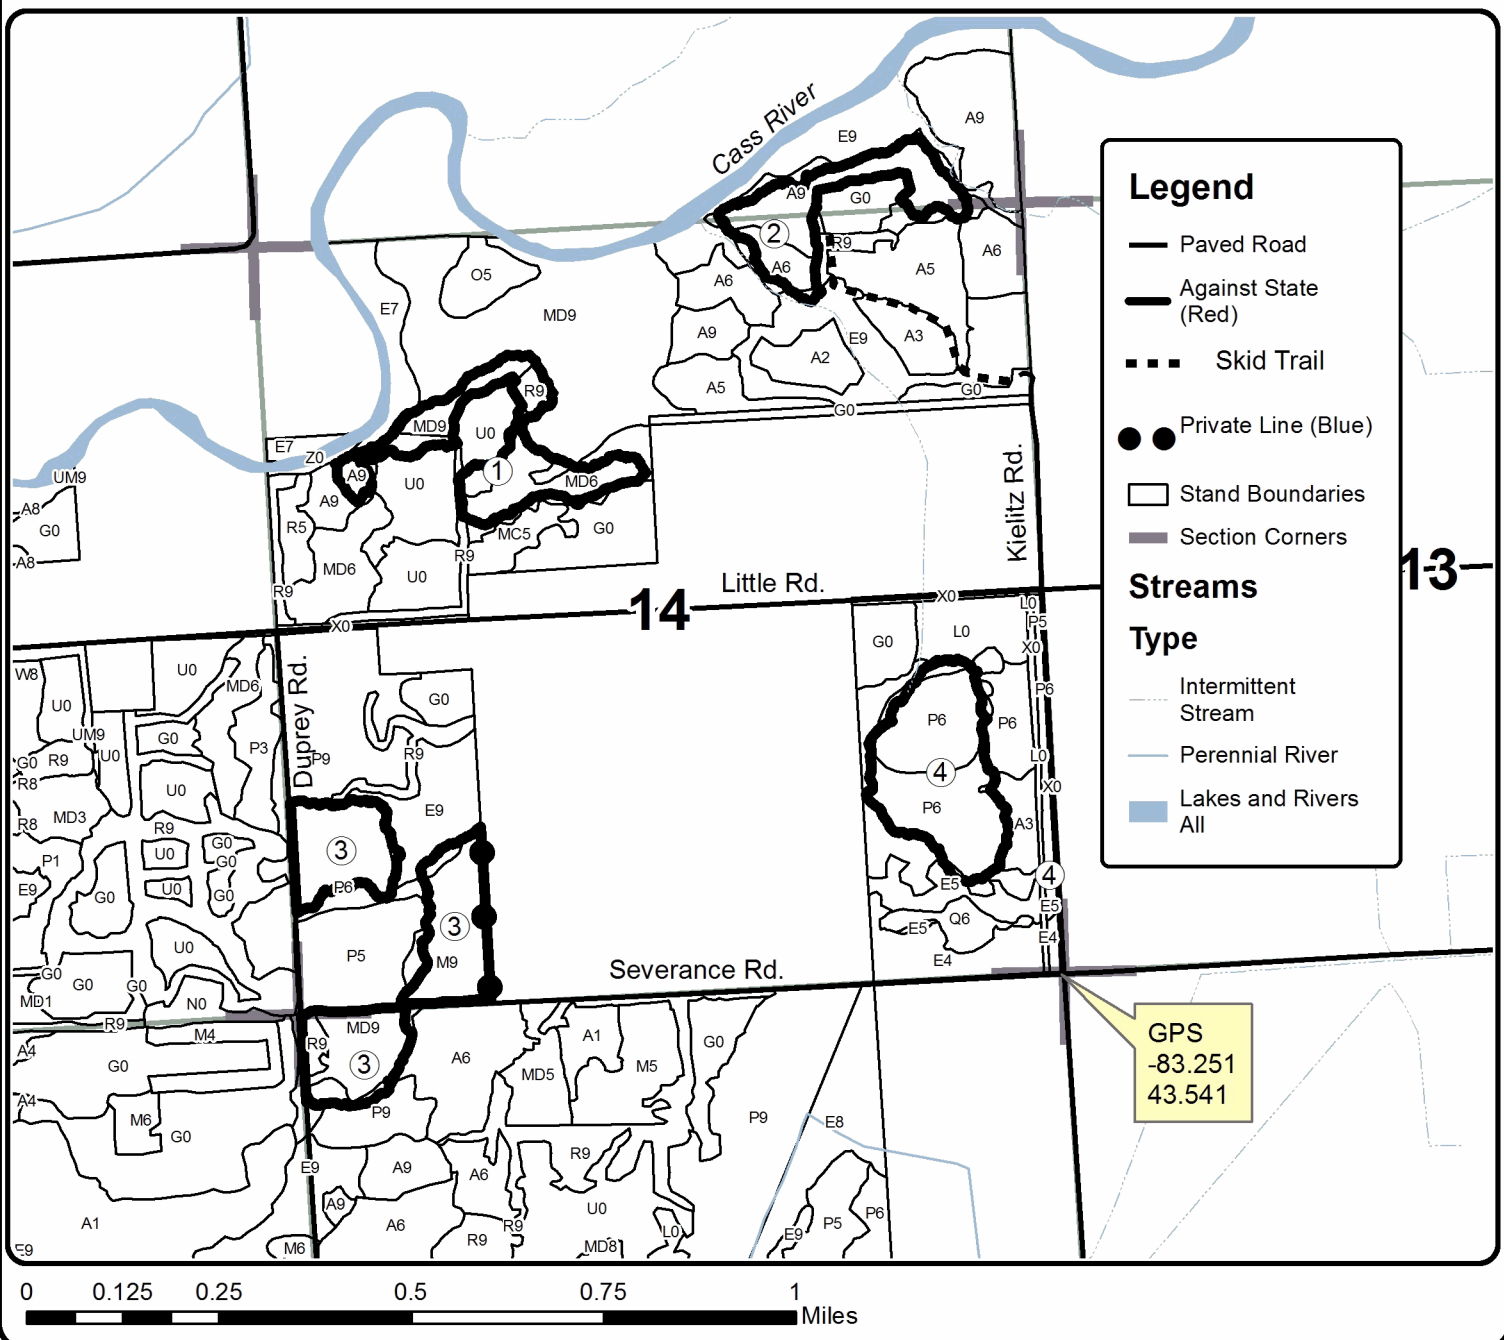 Cass River
A9
E9
A9
G0
2
R9
A6
A6
A5
A6
O5
E7
MD9
A9
A2
E9
A3
A5
G0
G0
R9
MD9
U0
E7
Z0
1
A9
U0
MD6
A9
R5
MC5
G0
R9
MD6
U0
R9
UM9
A8
G0
A8
Kielitz Rd.
Little Rd.
14
13
X0
X0
L0
P5
G0
L0
X0
P6
P6
P6
L0
4
X0
P6
A3
4
E5
E5
Q6
E5
E4
E4
W8
U0
MD6
U0
UM9
G0
P3
G0
R9
U0
R8
U0
MD3
R8
R9
G0
P1
U0
G0
E9
U0
G0
G0
U0
G0
G0
G0
MD1
N0
R9
M4
A4
G0
A4
M6
G0
A1
E9
Duprey Rd.
G0
P9
R9
E9
3
P6
3
P5
M9
Severance Rd.
MD9
R9
3
A6
P9
MD5
A1
M5
G0
P9
E8
E9
A9
A6
R9
A9
A6
U0
R9
R9
MD8
L0
M6
E9
P5
P6
Legend
Paved Road
Against State
(Red)
Skid Trail
Private Line (Blue)
Stand Boundaries
Section Corners
Streams
Type
Intermittent
Stream
Perennial River
Lakes and Rivers
All
GPS
-83.251
43.541
0 0.125 0.25 0.5 0.75 1
Miles